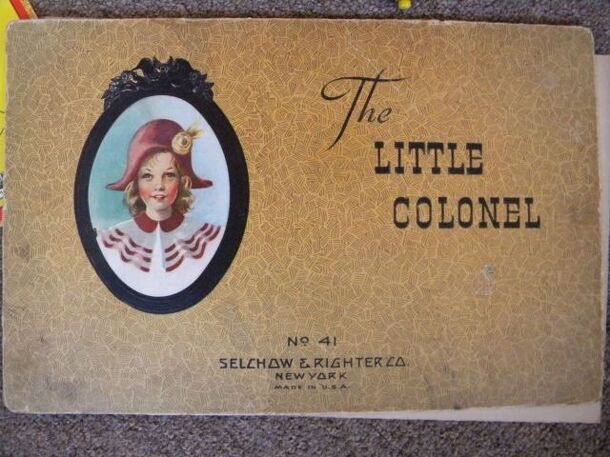 The
LITTLE
COLONEL
Nº 41
SELCHOW & RIGHTER CO.
NEW YORK
MADE IN U.S.A.